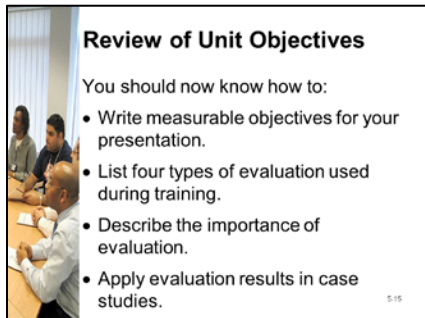 Review of Unit Objectives
You should now know how to:
• Write measurable objectives for your
presentation.
• List four types of evaluation used
during training.
• Describe the importance of
evaluation.
• Apply evaluation results in case
studies.
5-15